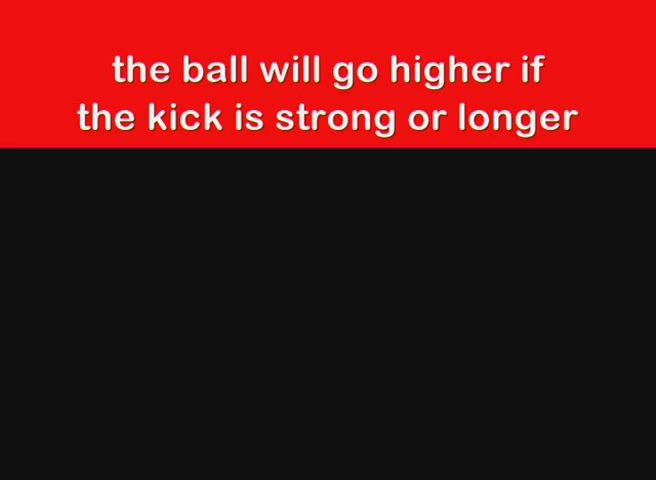 the ball will go higher if
the kick is strong or longer